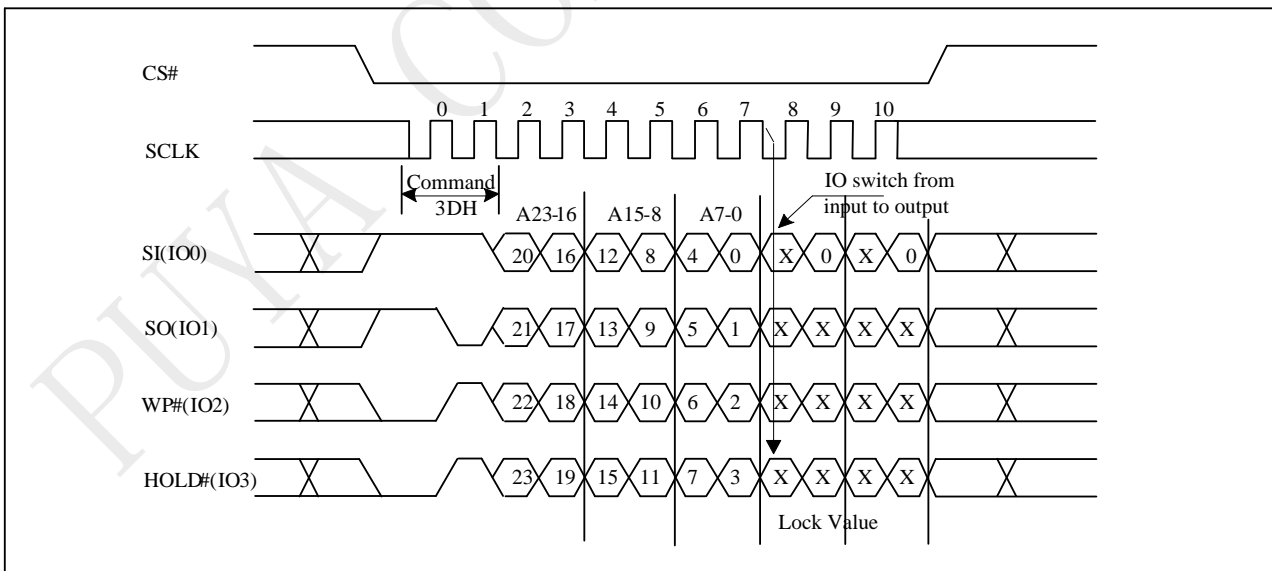 PUYA CO
CS#
0 1 2 3 4 5 6 7 8 9 10
SCLK
Command
3DH
IO switch from
input to output
A23-16 A15-8 A7-0
SI(IO0) 20 16 12 8 4 0 X 0 X 0
SO(IO1) 21 17 13 9 5 1 X X X X
WP#(IO2) 22 18 14 10 6 2 X X X X
HOLD#(IO3) 23 19 15 11 7 3 X X X X
Lock Value